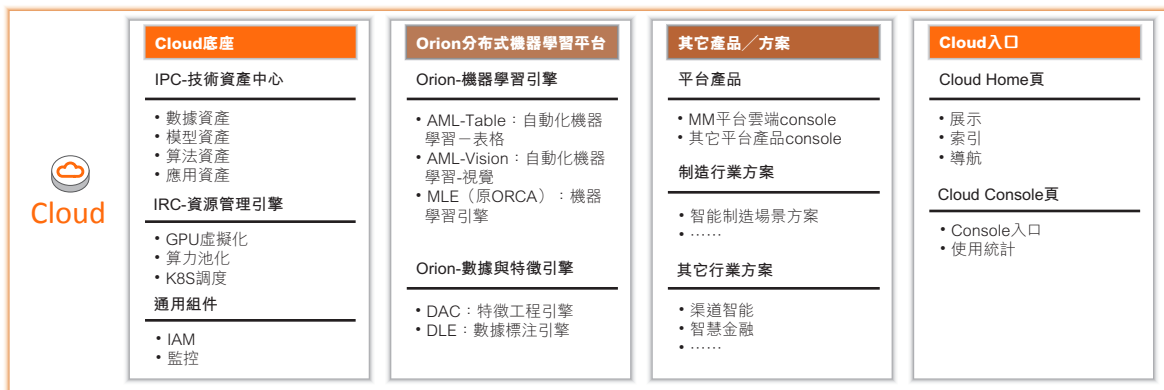 Cloud
Cloud底座
IPC-技術資產中心
• 數據資產
• 模型資產
• 算法資產
• 應用資產
IRC-資源管理引擎
• GPU虛擬化
• 算力池化
• K8S調度
通用組件
• IAM
• 監控
Orion分布式機器學習平台
Orion-機器學習引擎
• AML-Table：自動化機器
學習－表格
• AML-Vision：自動化機器
學習-視覺
• MLE（原ORCA）：機器
學習引擎
Orion-數據與特徵引擎
• DAC：特徵工程引擎
• DLE：數據標注引擎
其它產品╱方案
平台產品
• MM平台雲端console
• 其它平台產品console
制造行業方案
• 智能制造場景方案
• ……
其它行業方案
• 渠道智能
• 智慧金融
• ……
Cloud入口
Cloud Home頁
• 展示
• 索引
• 導航
Cloud Console頁
• Console入口
• 使用統計